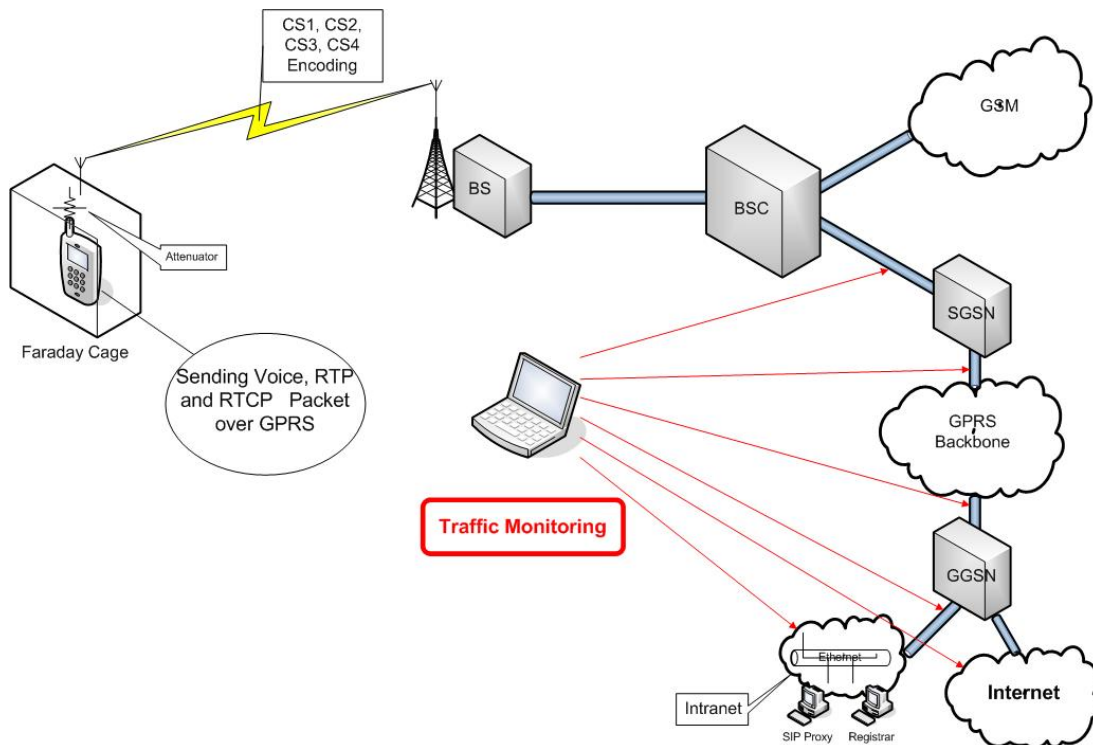 CS1, CS2,
CS3, CS4
Encoding
GSM
BS
BSC
Attenuator
SGSN
Faraday Cage
Sending Voice, RTP
and RTCP Packet
over GPRS
GPRS
Backbone
Traffic Monitoring
GGSN
Ethernet
Intranet
Internet
SIP Proxy
Registrar